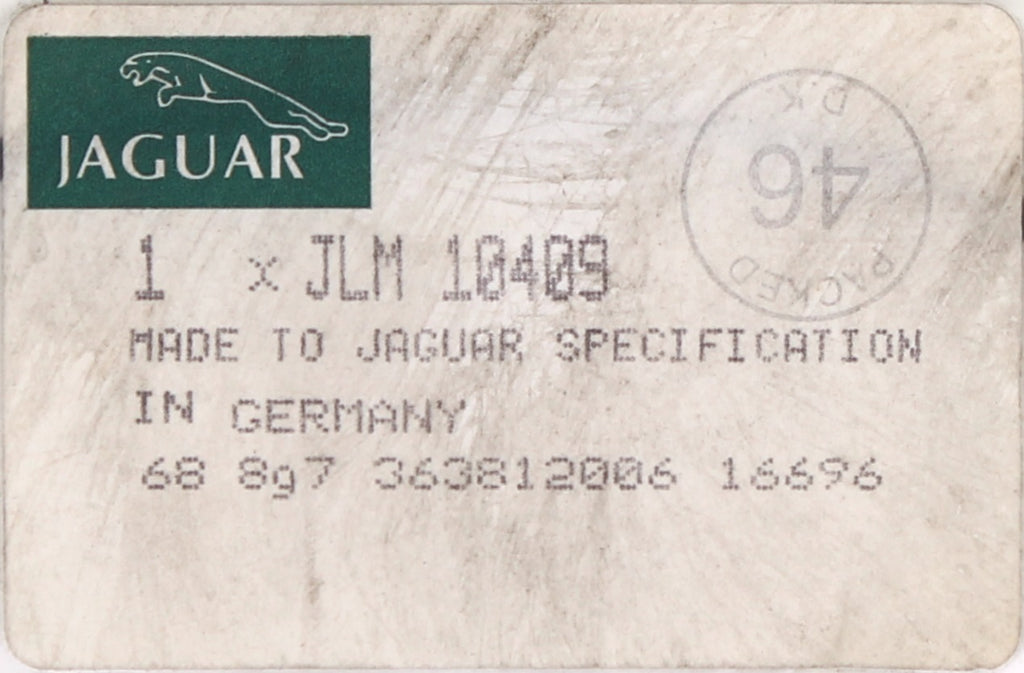 JAGUAR
D.K
46
PACKED
1 x JLM 10409
MADE TO JAGUAR SPECIFICATION
IN GERMANY
68 8g7 363812006 16696